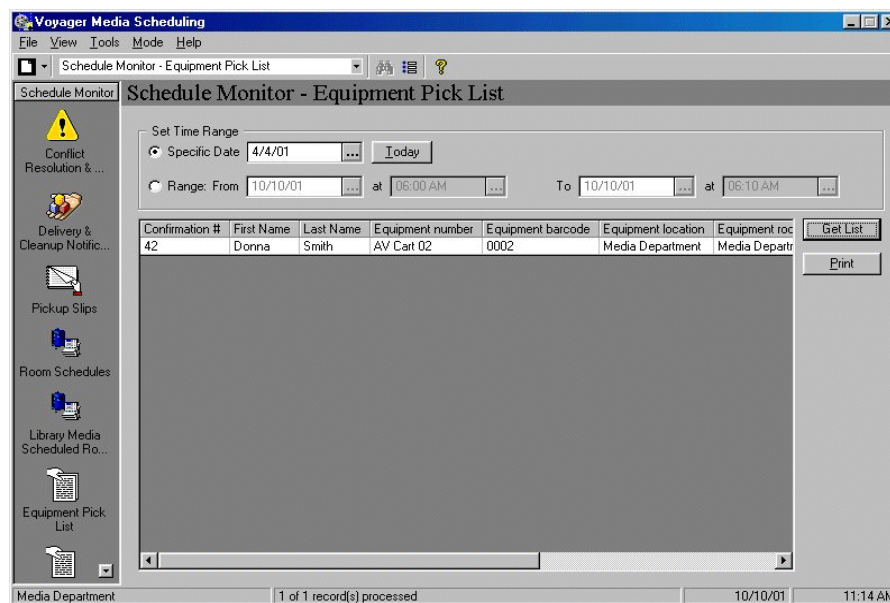 Voyager Media Scheduling
File View Tools Mode Help
Schedule Monitor - Equipment Pick List
Schedule Monitor
Schedule Monitor - Equipment Pick List
Conflict
Resolution & ...
Delivery &
Cleanup Notific...
Pickup Slips
Room Schedules
Library Media
Scheduled Ro...
Equipment Pick
List
Set Time Range
Specific Date 4/4/01 ... Today
Range: From 10/10/01 ... at 06:00 AM ... To 10/10/01 ... at 06:10 AM ...
Confirmation # First Name Last Name Equipment number Equipment barcode Equipment location Equipment roo
42 Donna Smith AV Cart 02 0002 Media Department Media Departm
Get List
Print
Media Department 1 of 1 record(s) processed 10/10/01 11:14 AM